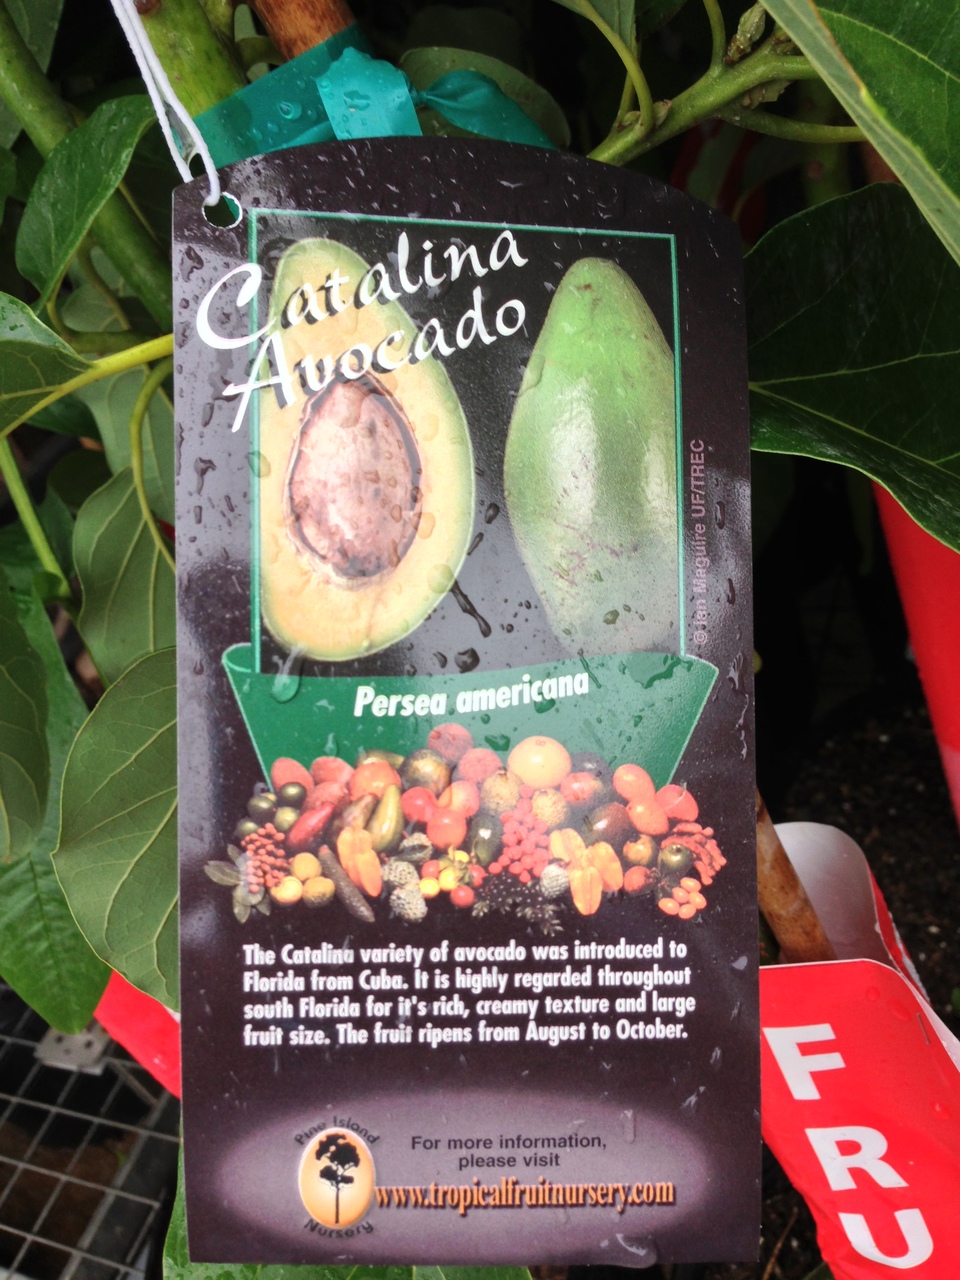 Catalina
Avocado
© Ian Maguire UF/TREC
Persea americana
The Catalina variety of avocado was introduced to
Florida from Cuba. It is highly regarded throughout
south Florida for it's rich, creamy texture and large
fruit size. The fruit ripens from August to October.
Pine Island
Nursery
For more information,
please visit
www.tropicalfruitnursery.com
FRU